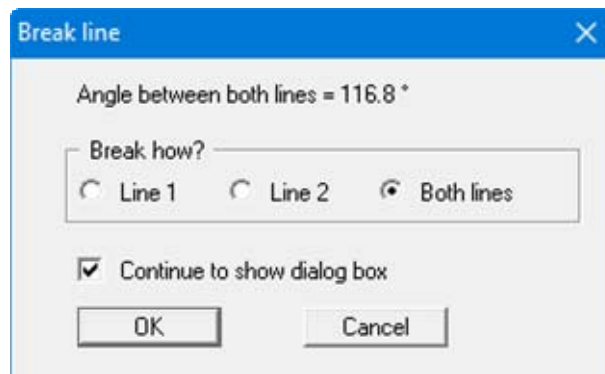 Break line
Angle between both lines = 116.8 °
Break how?
Line 1 Line 2 Both lines
Continue to show dialog box
OK Cancel